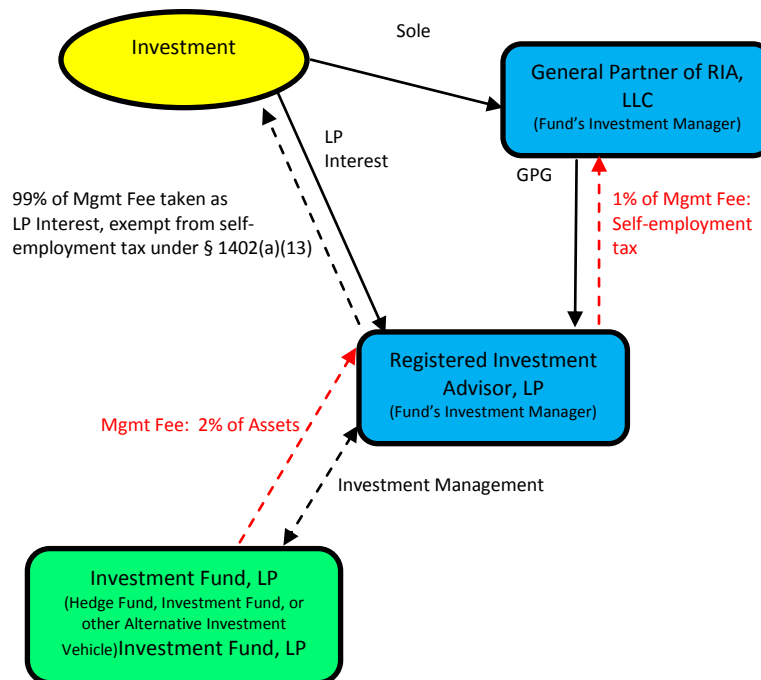 Sole
Investment
General Partner of RIA,
LLC
(Fund's Investment Manager)
LP
Interest
GPG
99% of Mgmt Fee taken as
LP Interest, exempt from self-
employment tax under § 1402(a)(13)
1% of Mgmt Fee:
Self-employment
tax
Registered Investment
Advisor, LP
(Fund's Investment Manager)
Mgmt Fee:  2% of Assets
Investment Management
Investment Fund, LP
(Hedge Fund, Investment Fund, or
other Alternative Investment
Vehicle)Investment Fund, LP